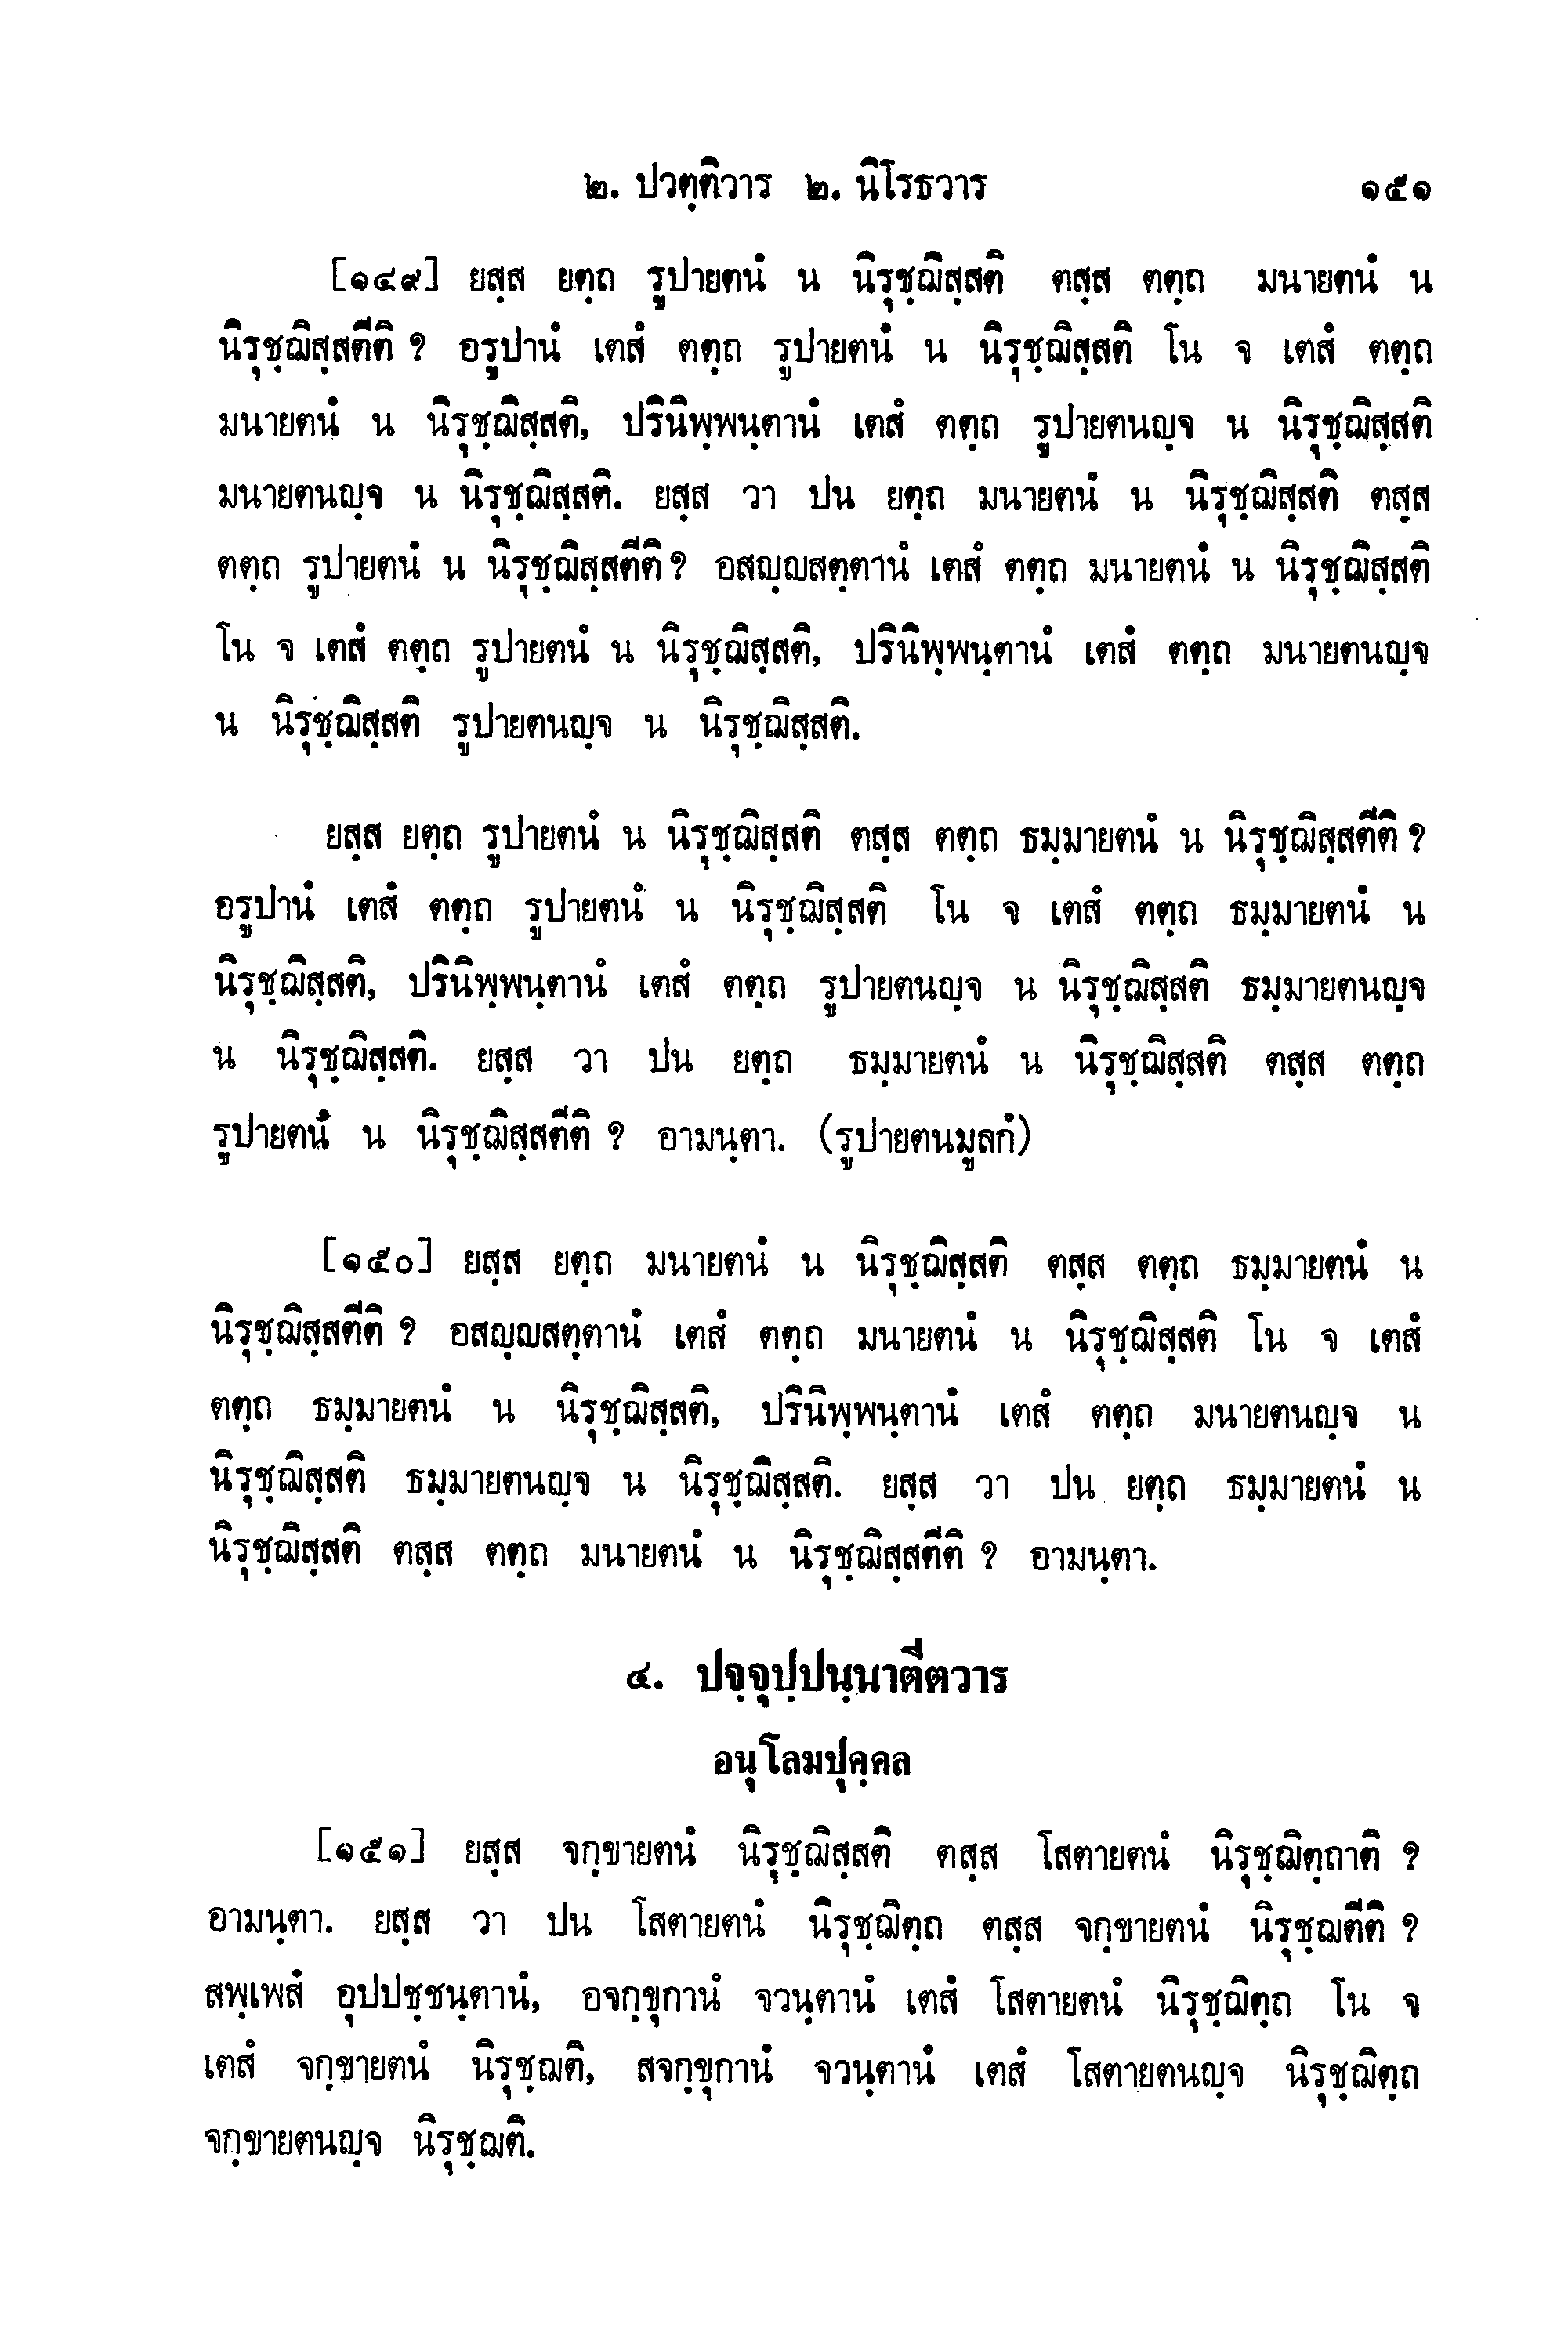 ๒. ปวตฺติวาร ๒. นิโรธวาร ๑๕๑
[๑๔๙] ยสฺส ยตฺถ รูปายตนํ น นิรุชฺฌิสฺสติ ตสฺส ตตฺถ มนายตนํ น
นิรุชฺฌิสฺสตีติ ? อรูปานํ เตสํ ตตฺถ รูปายตนํ น นิรุชฺฌิสฺสติ โน จ เตสํ ตตฺถ
มนายตนํ น นิรุชฺฌิสฺสติ, ปรินิพฺพนฺตานํ เตสํ ตตฺถ รูปายตนญฺจ น นิรุชฺฌิสฺสติ
มนายตนญฺจ น นิรุชฺฌิสฺสติ. ยสฺส วา ปน ยตฺถ มนายตนํ น นิรุชฺฌิสฺสติ ตสฺส
ตตฺถ รูปายตนํ น นิรุชฺฌิสฺสตีติ ? อสญฺญสตฺตานํ เตสํ ตตฺถ มนายตนํ น นิรุชฺฌิสฺสติ
โน จ เตสํ ตตฺถ รูปายตนํ น นิรุชฺฌิสฺสติ, ปรินิพฺพนฺตานํ เตสํ ตตฺถ มนายตนญฺจ
น นิรุชฺฌิสฺสติ รูปายตนญฺจ น นิรุชฺฌิสฺสติ.
ยสฺส ยตฺถ รูปายตนํ น นิรุชฺฌิสฺสติ ตสฺส ตตฺถ ธมฺมายตนํ น นิรุชฺฌิสฺสตีติ ?
อรูปานํ เตสํ ตตฺถ รูปายตนํ น นิรุชฺฌิสฺสติ โน จ เตสํ ตตฺถ ธมฺมายตนํ น
นิรุชฺฌิสฺสติ, ปรินิพฺพนฺตานํ เตสํ ตตฺถ รูปายตนญฺจ น นิรุชฺฌิสฺสติ ธมฺมายตนญฺจ
น นิรุชฺฌิสฺสติ. ยสฺส วา ปน ยตฺถ ธมฺมายตนํ น นิรุชฺฌิสฺสติ ตสฺส ตตฺถ
รูปายตนํ น นิรุชฺฌิสฺสตีติ ? อามนฺตา. (รูปายตนมูลกํ)
[๑๕๐] ยสฺส ยตฺถ มนายตนํ น นิรุชฺฌิสฺสติ ตสฺส ตตฺถ ธมฺมายตนํ น
นิรุชฺฌิสฺสตีติ ? อสญฺญสตฺตานํ เตสํ ตตฺถ มนายตนํ น นิรุชฺฌิสฺสติ โน จ เตสํ
ตตฺถ ธมฺมายตนํ น นิรุชฺฌิสฺสติ, ปรินิพฺพนฺตานํ เตสํ ตตฺถ มนายตนญฺจ น
นิรุชฺฌิสฺสติ ธมฺมายตนญฺจ น นิรุชฺฌิสฺสติ. ยสฺส วา ปน ยตฺถ ธมฺมายตนํ น
นิรุชฺฌิสฺสติ ตสฺส ตตฺถ มนายตนํ น นิรุชฺฌิสฺสตีติ ? อามนฺตา.
๔. ปจฺจุปฺปนฺนาตีตวาร
อนุโลมปุคฺคล
[๑๕๑] ยสฺส จกฺขายตนํ นิรุชฺฌิสฺสติ ตสฺส โสตายตนํ นิรุชฺฌิตฺถาติ ?
อามนฺตา. ยสฺส วา ปน โสตายตนํ นิรุชฺฌิตฺถ ตสฺส จกฺขายตนํ นิรุชฺฌตีติ ?
สพฺเพสํ อุปปชฺชนฺตานํ, อจกฺขุกานํ จวนฺตานํ เตสํ โสตายตนํ นิรุชฺฌิตฺถ โน จ
เตสํ จกฺขายตนํ นิรุชฺฌติ, สจกฺขุกานํ จวนฺตานํ เตสํ โสตายตนญฺจ นิรุชฺฌิตฺถ
จกฺขายตนญฺจ นิรุชฺฌติ.